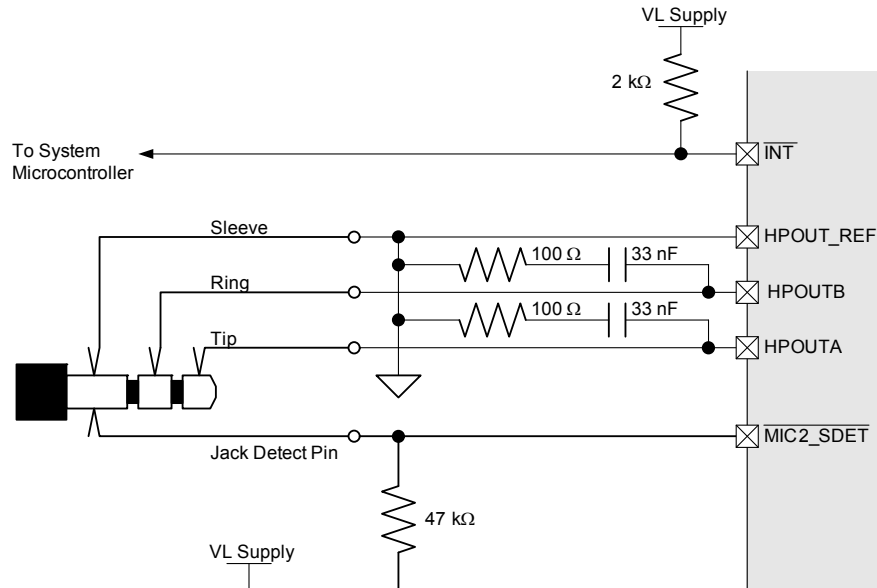 VL Supply
2 kΩ
To System
Microcontroller
INT
Sleeve
HPOUT_REF
100 Ω
33 nF
Ring
HPOUTB
100 Ω
33 nF
Tip
HPOUTA
MIC2_SDET
Jack Detect Pin
47 kΩ
VL Supply